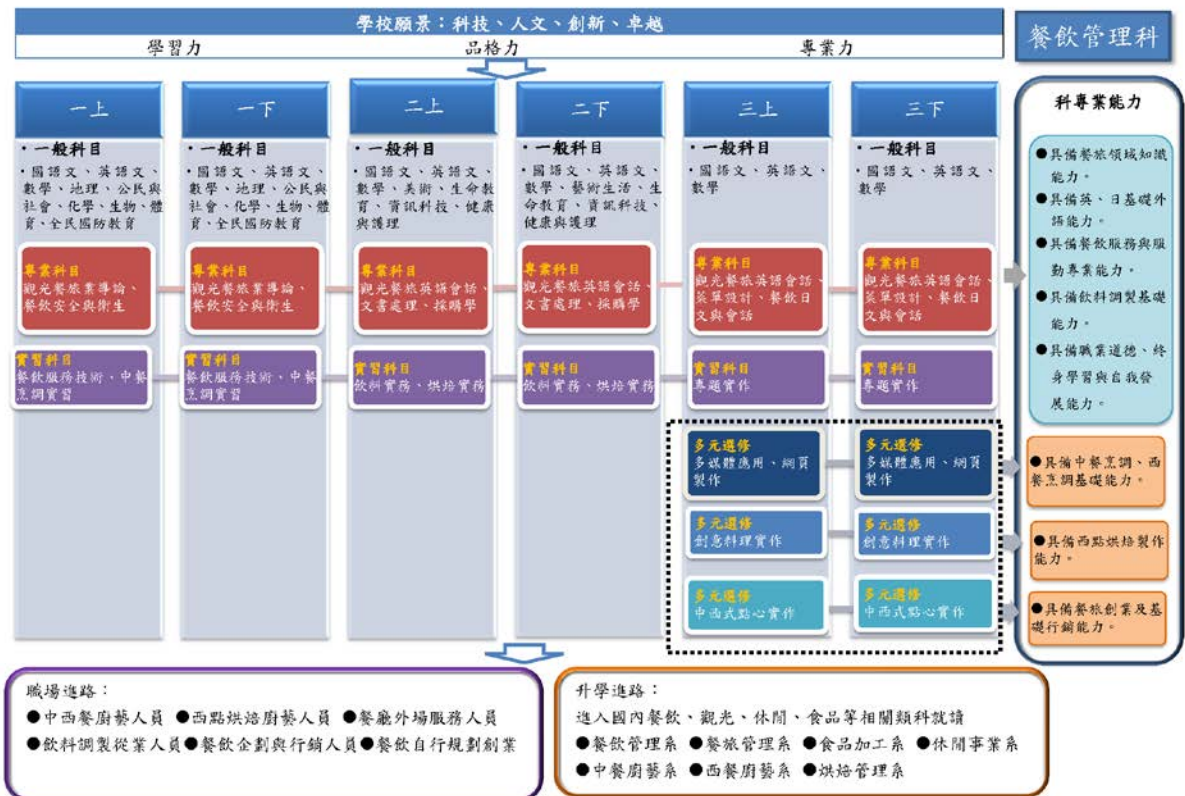 學校願景：科技、人文、創新、卓越
學習力
品格力
專業力
餐飲管理科
一上
・一般科目
・國語文、英語文、
數學、地理、公民與
社會、化學、生物、體
育、全民國防教育
專業科目
觀光餐旅業導論、
餐飲安全與衛生
實習科目
餐飲服務技術、中餐
烹調實習
一下
・一般科目
・國語文、英語文、
數學、地理、公民與
社會、化學、生物、體
育、全民國防教育
專業科目
觀光餐旅業導論、
餐飲安全與衛生
實習科目
餐飲服務技術、中餐
烹調實習
二上
・一般科目
・國語文、英語文、
數學、美術、生命教
育、資訊科技、健康
與護理
專業科目
觀光餐旅英語會話、
文書處理、採購學
實習科目
飲料實務、烘焙實務
二下
・一般科目
・國語文、英語文、
數學、藝術生活、生
命教育、資訊科技、
健康與護理
專業科目
觀光餐旅英語會話、
文書處理、採購學
實習科目
飲料實務、烘焙實務
三上
・一般科目
・國語文、英語文、
數學
專業科目
觀光餐旅英語會話、
菜單設計、餐飲日
文與會話
實習科目
專題實作
多元選修
多媒體應用、網頁
製作
多元選修
創意料理實作
多元選修
中西式點心實作
三下
・一般科目
・國語文、英語文、
數學
專業科目
觀光餐旅英語會話、
菜單設計、餐飲日
文與會話
實習科目
專題實作
多元選修
多媒體應用、網頁
製作
多元選修
創意料理實作
多元選修
中西式點心實作
科專業能力
●具備餐旅領域知識
能力。
●具備英、日基礎外
語能力。
●具備餐飲服務與服
勤專業能力。
●具備飲料調製基礎
能力。
●具備職業道德、終
身學習與自我發
展能力。
●具備中餐烹調、西
餐烹調基礎能力。
●具備西點烘焙製作
能力。
●具備餐旅創業及基
礎行銷能力。
職場進路：
●中西餐廚藝人員 ●西點烘焙廚藝人員 ●餐廳外場服務人員
●飲料調製從業人員●餐飲企劃與行銷人員●餐飲自行規劃創業
升學進路：
進入國內餐飲、觀光、休閒、食品等相關類科就讀
●餐飲管理系 ●餐旅管理系 ●食品加工系 ●休閒事業系
●中餐廚藝系 ●西餐廚藝系 ●烘焙管理系